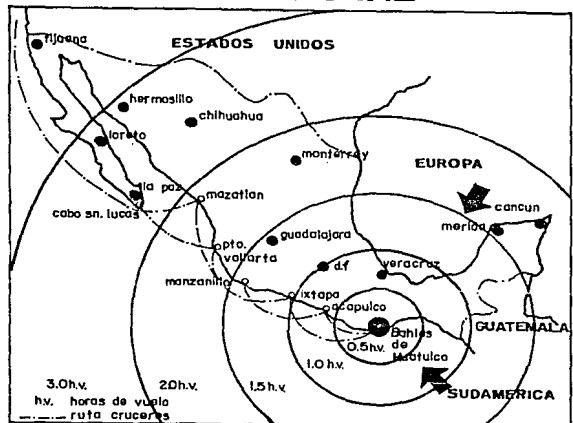 ESTADOS UNIDOS
tijuana
hermosillo
chihuahua
loreto
monterrey
EUROPA
la paz
mazatlan
cancun
cabo sn. lucas
merida
pto.
vallarta
guadalajara
d.f
veracruz
manzanillo
ixtapa
acapulco
Bahías
de
Huatulco
GUATEMALA
0.5h.v.
1.0 h.v.
1.5h.v.
2.0h.v.
3.0h.v.
SUDAMERICA
h.v. horas de vuelo
ruta cruceros